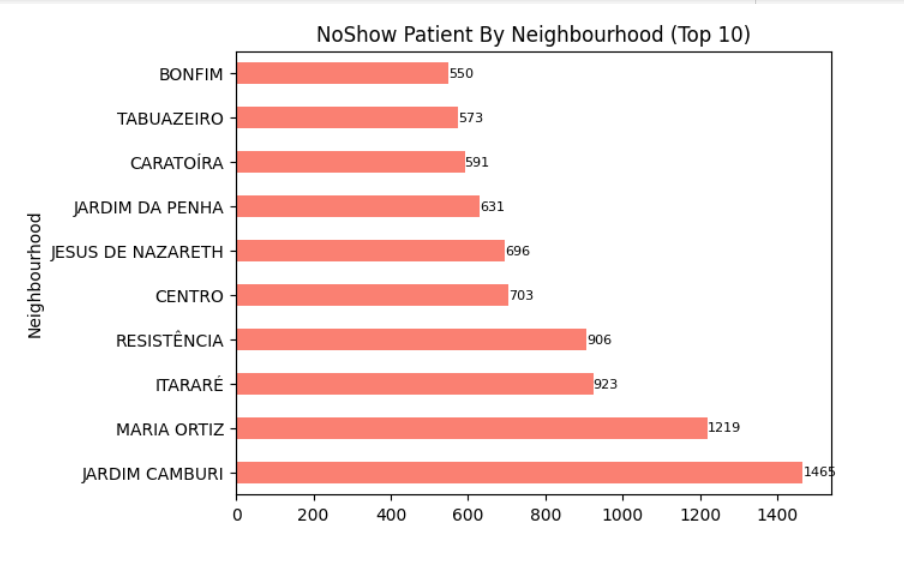 NoShow Patient By Neighbourhood (Top 10)
Neighbourhood
BONFIM 550
TABUAZEIRO 573
CARATOÍRA 591
JARDIM DA PENHA 631
JESUS DE NAZARETH 696
CENTRO 703
RESISTÊNCIA 906
ITARARÉ 923
MARIA ORTIZ 1219
JARDIM CAMBURI 1465
0 200 400 600 800 1000 1200 1400